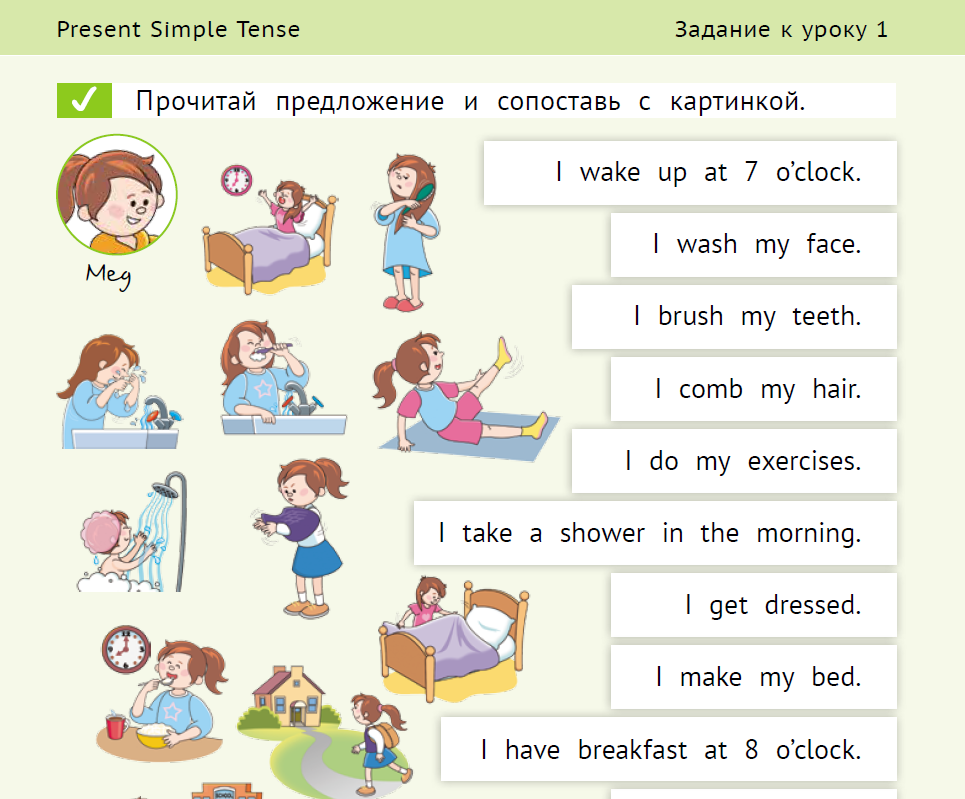 Present Simple Tense
Задание к уроку 1
Прочитай предложение и сопоставь с картинкой.
Meg
I wake up at 7 o'clock.
I wash my face.
I brush my teeth.
I comb my hair.
I do my exercises.
I take a shower in the morning.
I get dressed.
I make my bed.
I have breakfast at 8 o'clock.
SCHOOL